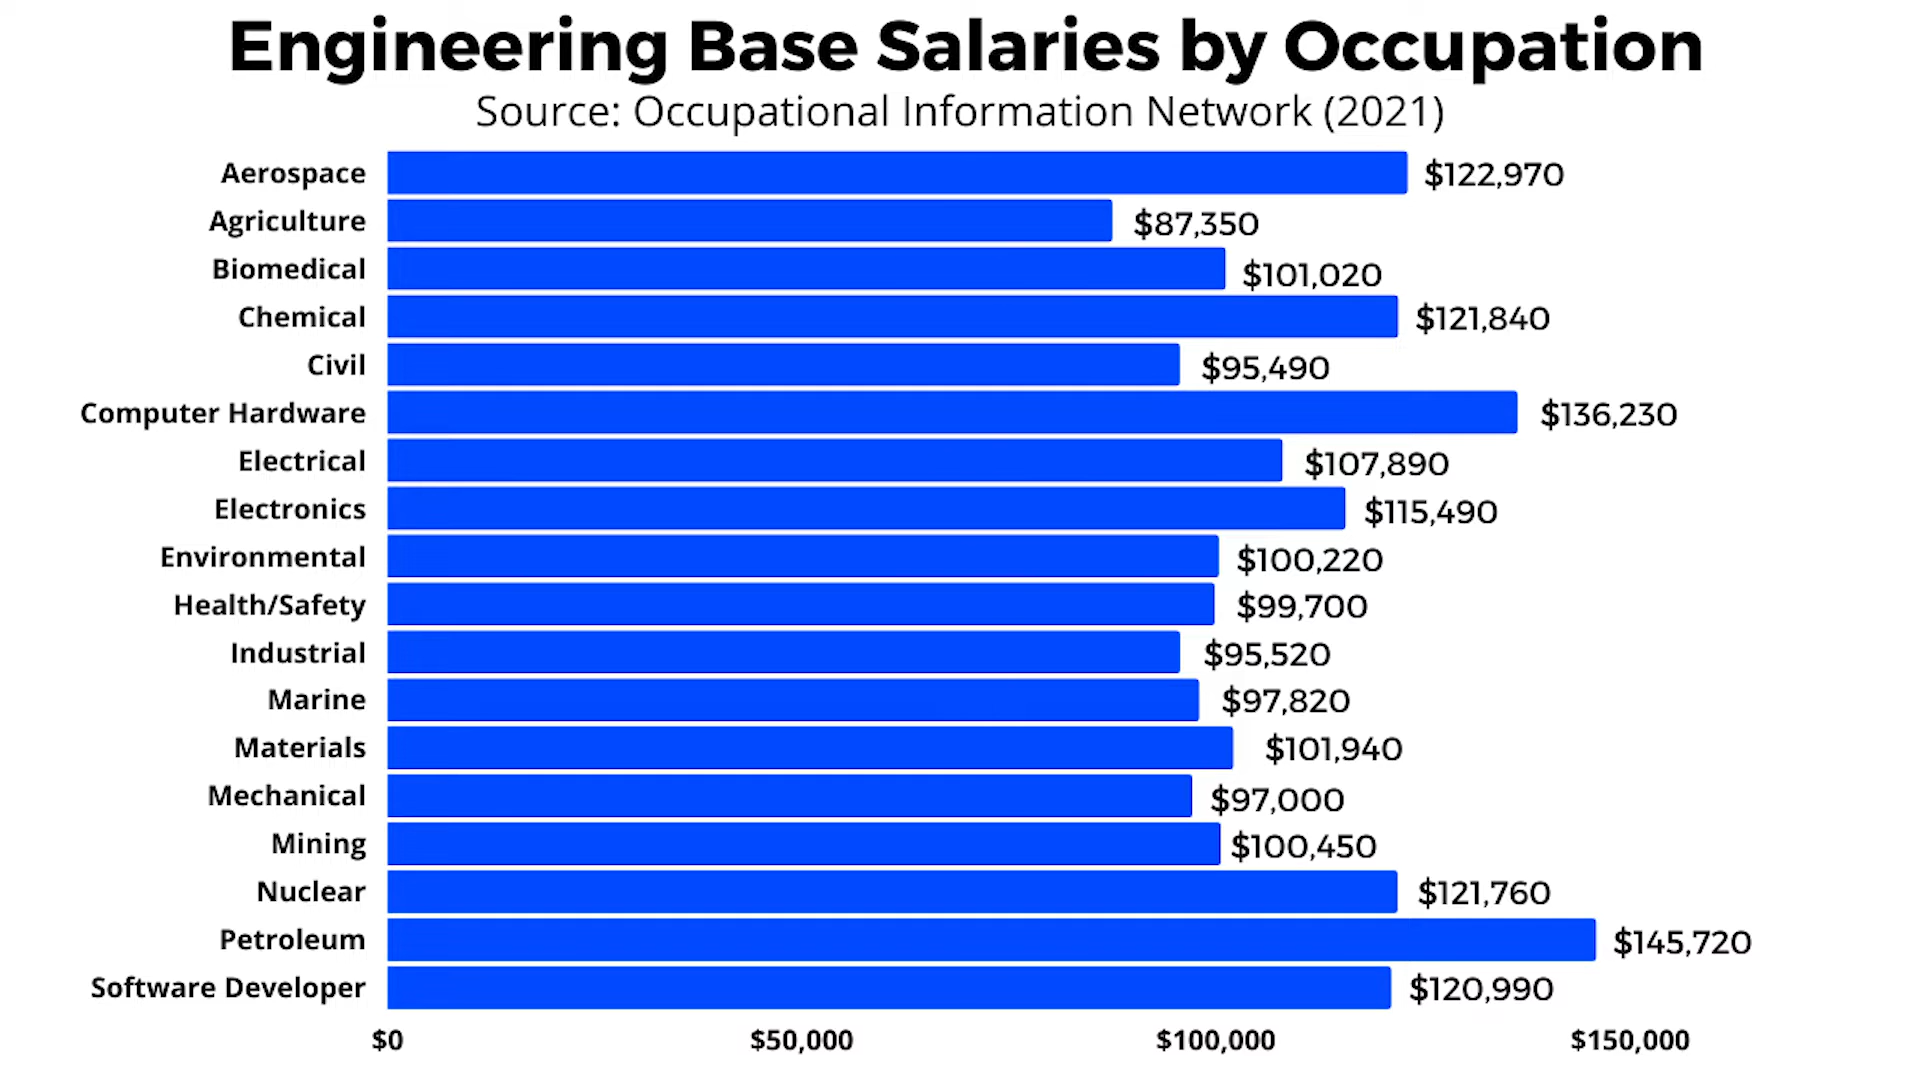 Engineering Base Salaries by Occupation
Source: Occupational Information Network (2021)
Aerospace $122,970
Agriculture $87,350
Biomedical $101,020
Chemical $121,840
Civil $95,490
Computer Hardware $136,230
Electrical $107,890
Electronics $115,490
Environmental $100,220
Health/Safety $99,700
Industrial $95,520
Marine $97,820
Materials $101,940
Mechanical $97,000
Mining $100,450
Nuclear $121,760
Petroleum $145,720
Software Developer $120,990
$0 $50,000 $100,000 $150,000